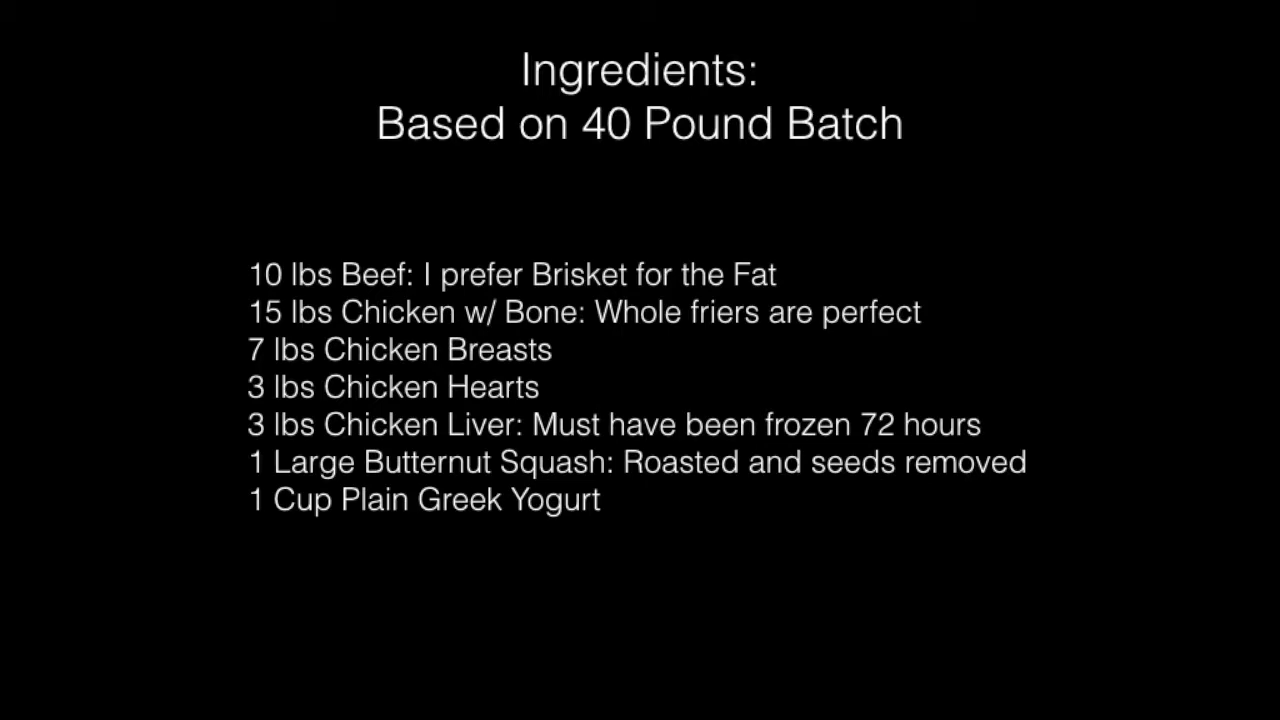 Ingredients:
Based on 40 Pound Batch
10 lbs Beef: I prefer Brisket for the Fat
15 lbs Chicken w/ Bone: Whole friers are perfect
7 lbs Chicken Breasts
3 lbs Chicken Hearts
3 lbs Chicken Liver: Must have been frozen 72 hours
1 Large Butternut Squash: Roasted and seeds removed
1 Cup Plain Greek Yogurt